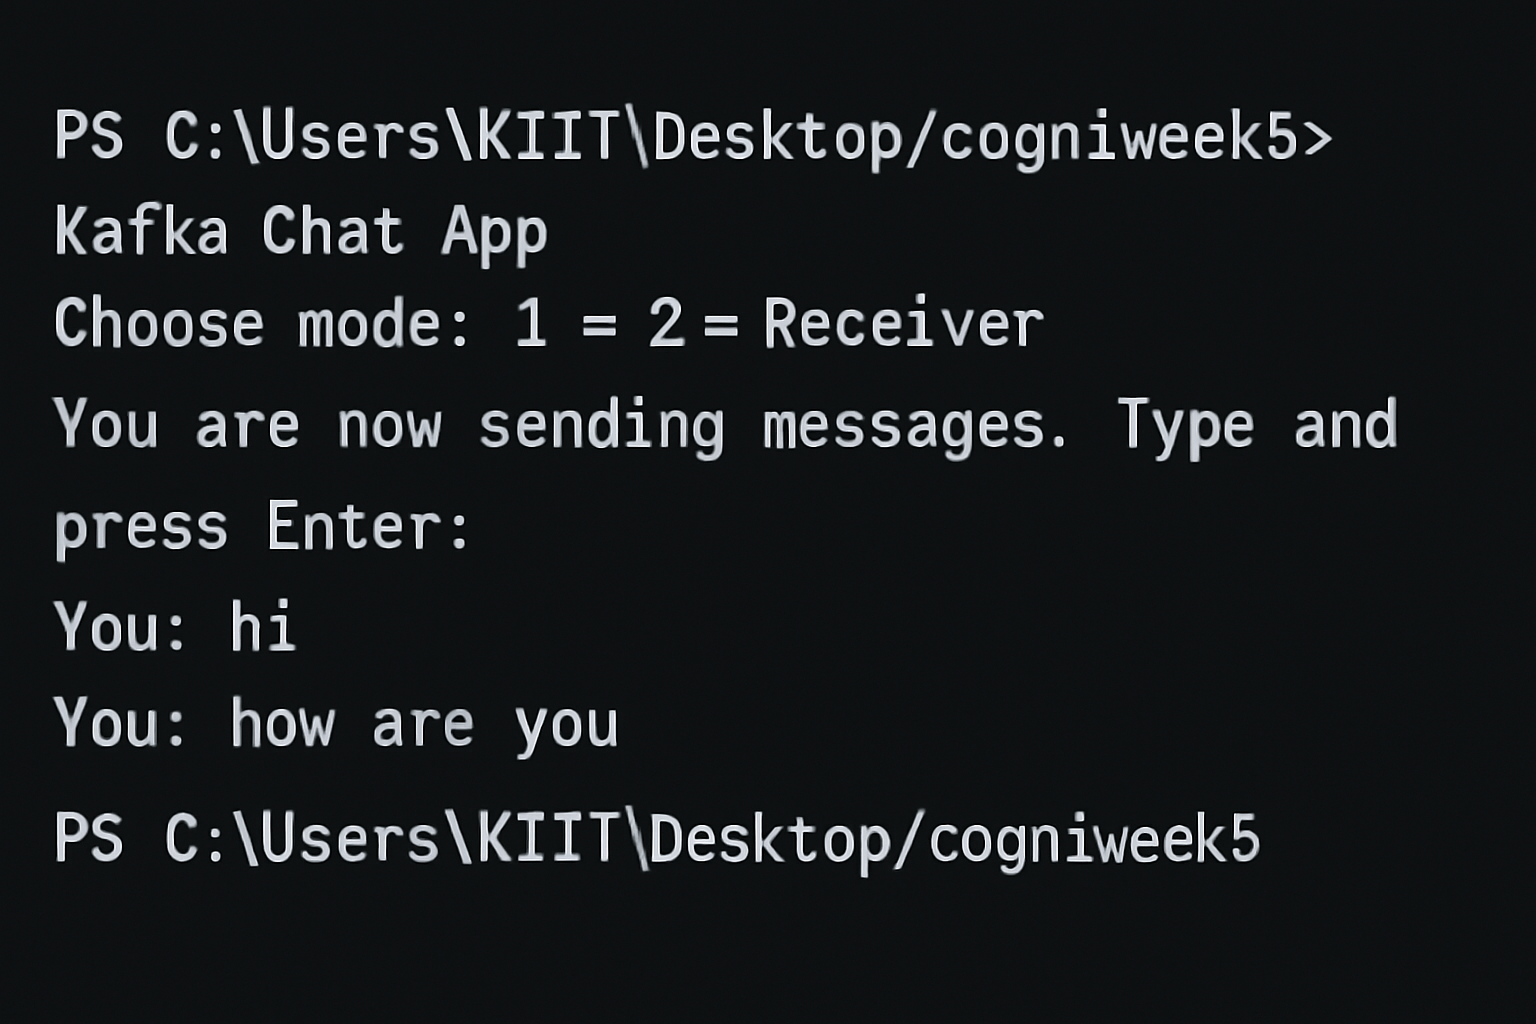 PS C:\Users\KIIT\Desktop/cogniweek5>
Kafka Chat App
Choose mode: 1 = 2 = Receiver
You are now sending messages. Type and
press Enter:
You: hi
You: how are you
PS C:\Users\KIIT\Desktop/cogniweek5